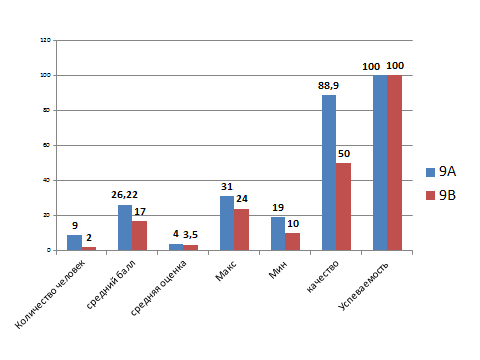 120
100
80
60
40
20
0
9
2
26,22
17
4
3,5
31
24
19
10
88,9
50
100
100
Количество человек
средний балл
средняя оценка
Макс
Мин
качество
Успеваемость
9А
9В